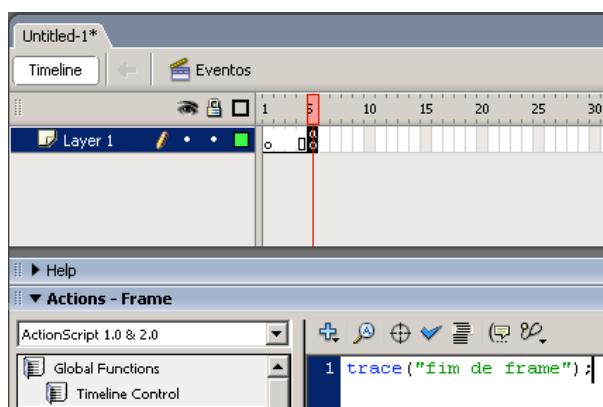 Untitled-1*
Timeline Eventos
1 5 10 15 20 25 30
Layer 1
a
Help
Actions - Frame
ActionScript 1.0 & 2.0
Global Functions
Timeline Control
1 trace("fim de frame");